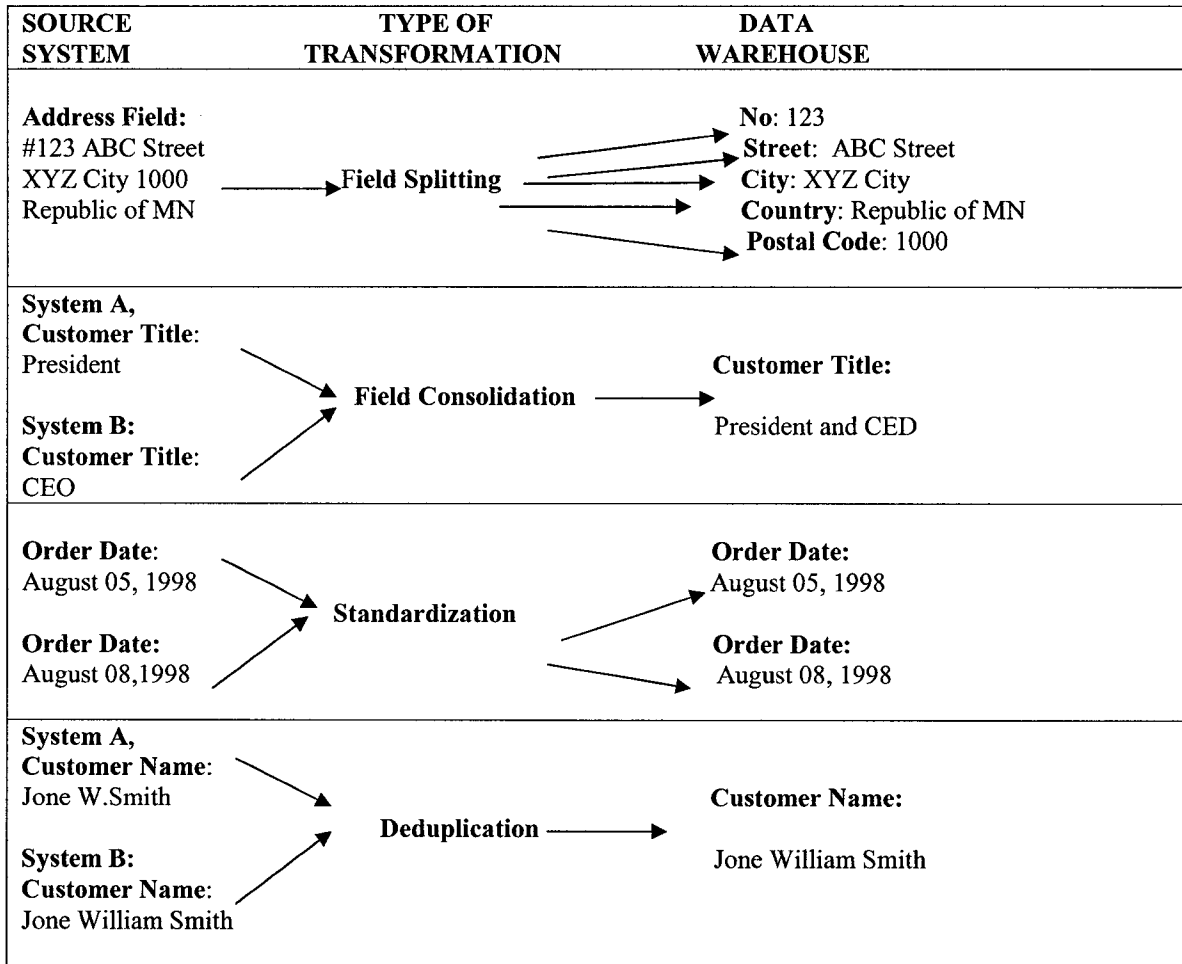 SOURCE SYSTEM
TYPE OF TRANSFORMATION
DATA WAREHOUSE
Address Field:
#123 ABC Street
XYZ City 1000
Republic of MN
Field Splitting
No: 123
Street: ABC Street
City: XYZ City
Country: Republic of MN
Postal Code: 1000
System A,
Customer Title:
President
System B:
Customer Title:
CEO
Field Consolidation
Customer Title:
President and CED
Order Date:
August 05, 1998
Order Date:
August 08,1998
Standardization
Order Date:
August 05, 1998
Order Date:
August 08, 1998
System A,
Customer Name:
Jone W.Smith
System B:
Customer Name:
Jone William Smith
Deduplication
Customer Name:
Jone William Smith